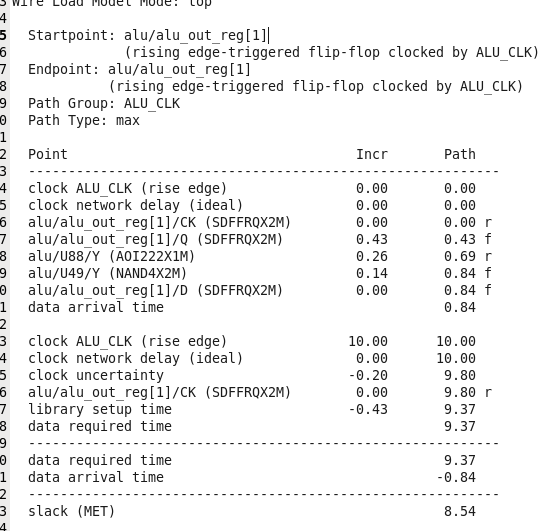 3 Wire Load Model Mode: top
4
5   Startpoint: alu/alu_out_reg[1]
6               (rising edge-triggered flip-flop clocked by ALU_CLK)
7   Endpoint: alu/alu_out_reg[1]
8             (rising edge-triggered flip-flop clocked by ALU_CLK)
9   Path Group: ALU_CLK
0   Path Type: max
1
2   Point                                    Incr       Path
3   -----------------------------------------------------------
4   clock ALU_CLK (rise edge)                0.00       0.00
5   clock network delay (ideal)              0.00       0.00
6   alu/alu_out_reg[1]/CK (SDFFRQX2M)        0.00       0.00 r
7   alu/alu_out_reg[1]/Q (SDFFRQX2M)         0.43       0.43 f
8   alu/U88/Y (AOI222X1M)                    0.26       0.69 r
9   alu/U49/Y (NAND4X2M)                     0.14       0.84 f
0   alu/alu_out_reg[1]/D (SDFFRQX2M)         0.00       0.84 f
1   data arrival time                                   0.84
2
3   clock ALU_CLK (rise edge)               10.00      10.00
4   clock network delay (ideal)              0.00      10.00
5   clock uncertainty                       -0.20       9.80
6   alu/alu_out_reg[1]/CK (SDFFRQX2M)        0.00       9.80 r
7   library setup time                      -0.43       9.37
8   data required time                                  9.37
9   -----------------------------------------------------------
0   data required time                                  9.37
1   data arrival time                                  -0.84
2   -----------------------------------------------------------
3   slack (MET)                                         8.54
4